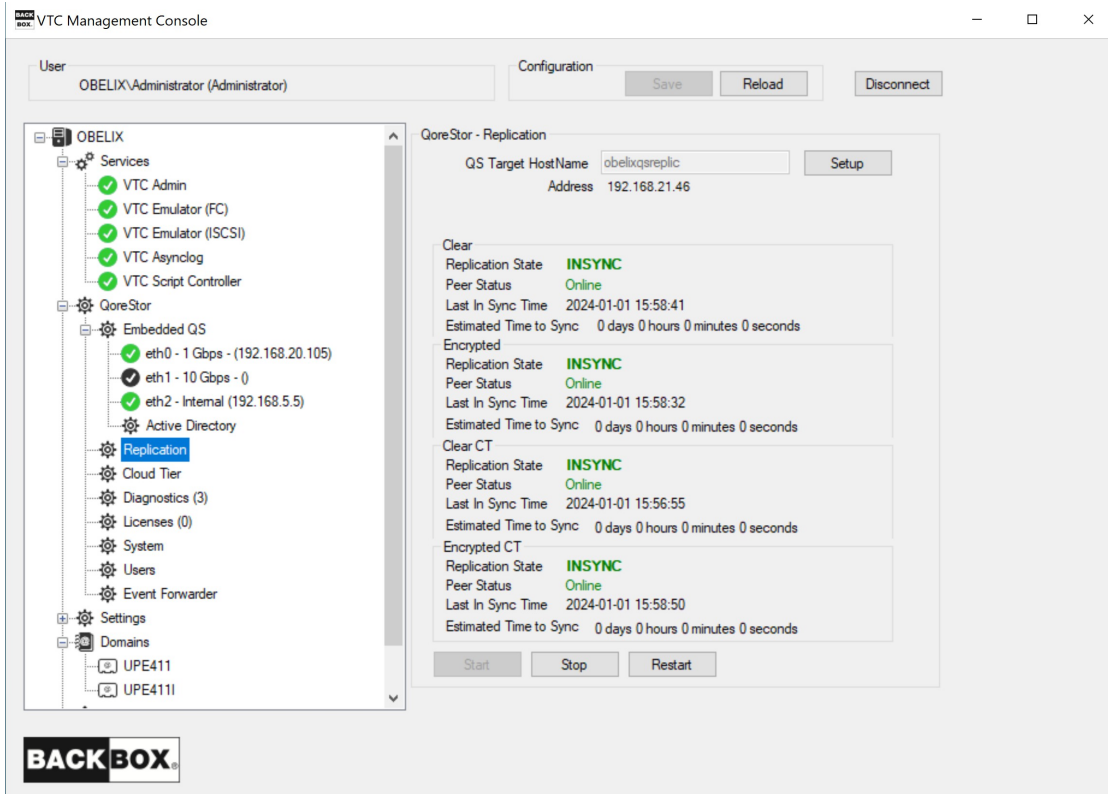 BACK BOX. VTC Management Console
User
OBELIX\Administrator (Administrator)
Configuration
Save Reload
Disconnect
OBELIX
Services
VTC Admin
VTC Emulator (FC)
VTC Emulator (ISCSI)
VTC Asynclog
VTC Script Controller
QoreStor
Embedded QS
eth0 - 1 Gbps - (192.168.20.105)
eth1 - 10 Gbps - ()
eth2 - Internal (192.168.5.5)
Active Directory
Replication
Cloud Tier
Diagnostics (3)
Licenses (0)
System
Users
Event Forwarder
Settings
Domains
UPE411
UPE411I
QoreStor - Replication
QS Target HostName obelixqsreplic Setup
Address 192.168.21.46
Clear
Replication State INSYNC
Peer Status Online
Last In Sync Time 2024-01-01 15:58:41
Estimated Time to Sync 0 days 0 hours 0 minutes 0 seconds
Encrypted
Replication State INSYNC
Peer Status Online
Last In Sync Time 2024-01-01 15:58:32
Estimated Time to Sync 0 days 0 hours 0 minutes 0 seconds
Clear CT
Replication State INSYNC
Peer Status Online
Last In Sync Time 2024-01-01 15:56:55
Estimated Time to Sync 0 days 0 hours 0 minutes 0 seconds
Encrypted CT
Replication State INSYNC
Peer Status Online
Last In Sync Time 2024-01-01 15:58:50
Estimated Time to Sync 0 days 0 hours 0 minutes 0 seconds
Start Stop Restart
BACKBOX®